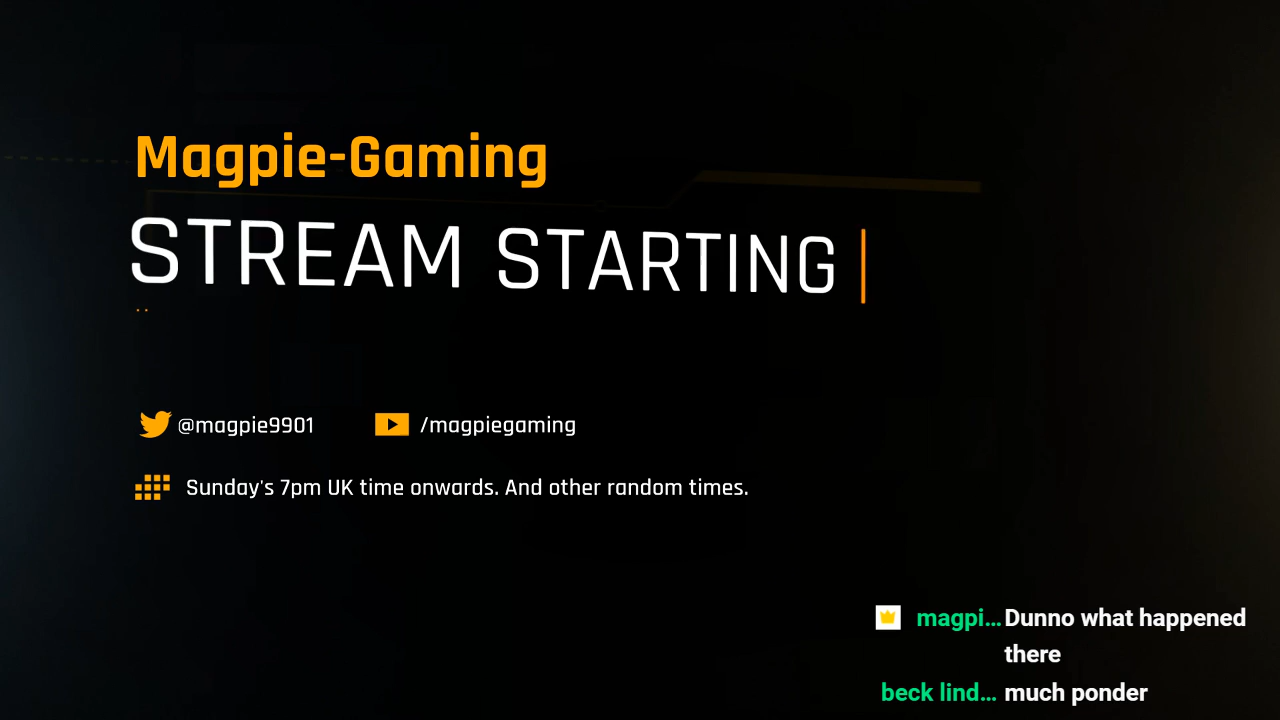 Magpie-Gaming
STREAM STARTING
@magpie9901 /magpiegaming
Sunday's 7pm UK time onwards. And other random times.
magpi… Dunno what happened
there
beck lind… much ponder